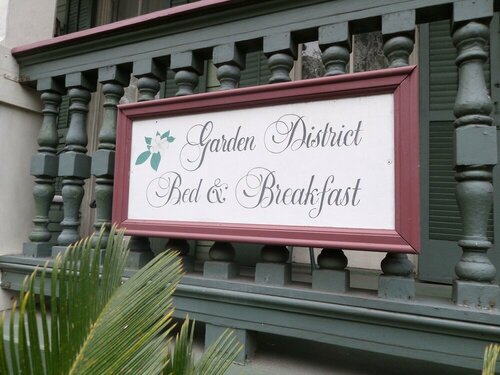 Garden District
Bed & Breakfast